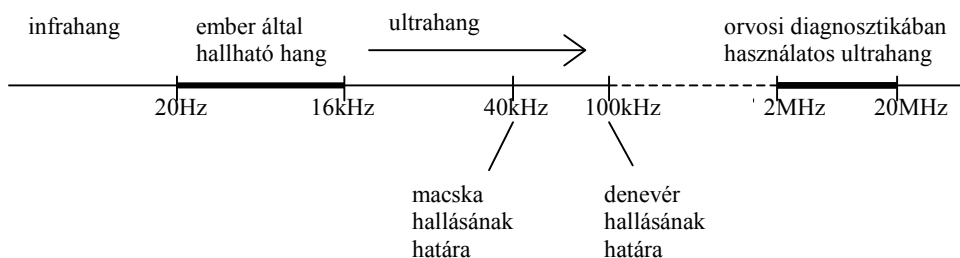 infrahang
ember által
hallható hang
ultrahang
orvosi diagnosztikában
használatos ultrahang
20Hz
16kHz
40kHz
100kHz
2MHz
20MHz
macska
hallásának
határa
denevér
hallásának
határa